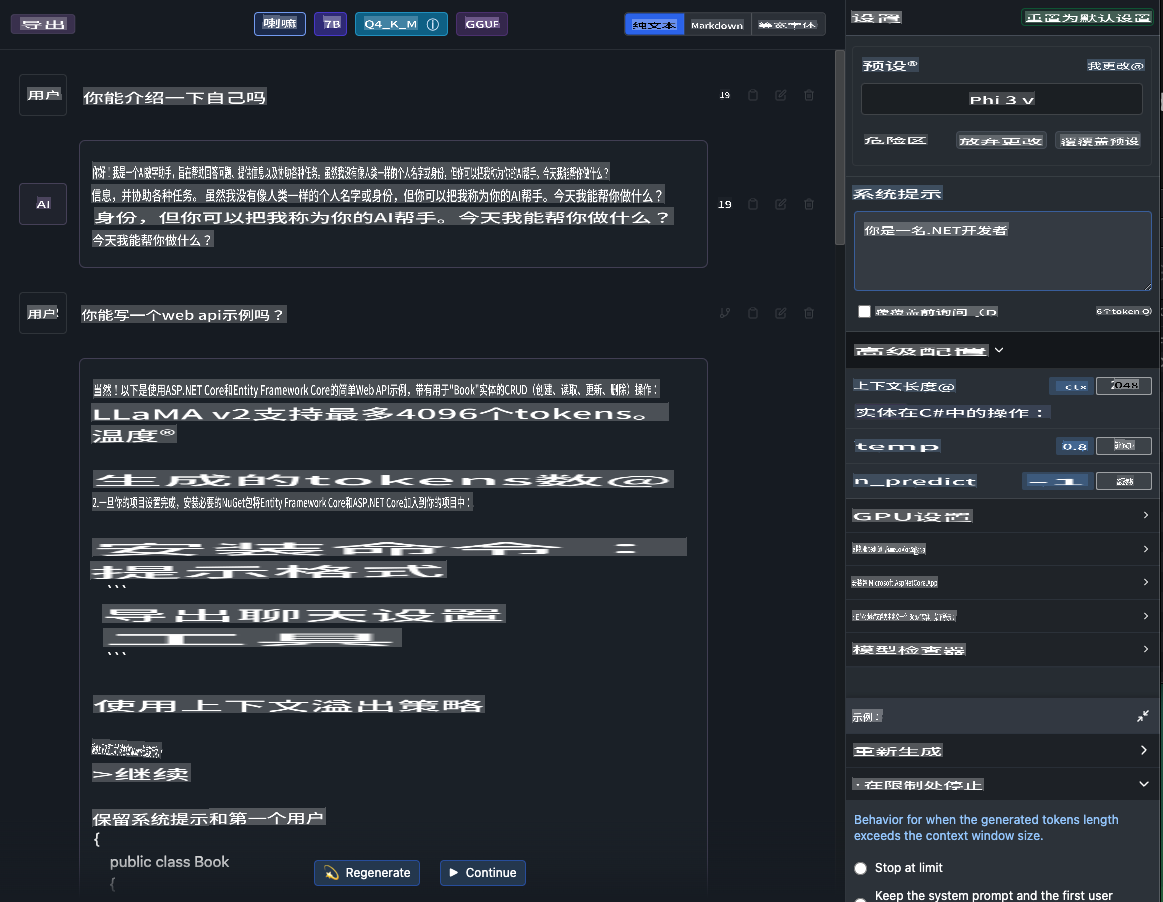 导出
喇嘛
7B
Q4_K_M ⓘ
GGUF
纯文本
Markdown
用户
你能介绍一下自己吗
19
AI
你好！我是一个AI数字助手，旨在帮助回答问题、提供信息以及协助各种任务。虽然我没有像人类一样的个人名字或身份，但你可以把我称为你的AI帮手。今天我能帮你做什么？
信息，并协助各种任务。虽然我没有像人类一样的个人名字或身份，但你可以把我称为你的AI帮手。今天我能帮你做什么？
身份，但你可以把我称为你的AI帮手。今天我能帮你做什么？
今天我能帮你做什么？
19
用户!
你能写一个web api示例吗？
当然！以下是使用ASP.NET Core和Entity Framework Core的简单Web API示例，带有用于"Book"实体的CRUD（创建、读取、更新、删除）操作：
LLaMA v2支持最多4096个tokens。
温度®
生成的tokens数@
2.一旦你的项目设置完成，安装必要的NuGet包将Entity Framework Core和ASP.NET Core加入到你的项目中：
安装命令：
提示格式
```
导出聊天设置
工具
```
使用上下文溢出策略
>继续
保留系统提示和第一个用户
{
public class Book
{
Regenerate
Continue
设置
重置为默认设置
预设®
我更改@
Phi 3 v
危险区
放弃更改
覆覆盖预设
系统提示
你是一名.NET开发者
6个token
高级配置
上下文长度@
ctx
2048
实体在C#中的操作：
temp
0.8
n_predict
-1
GPU设置
安装包 Microsoft.AspNetCore.App
模型检查器
示例：
重新生成
·在限制处停止
Behavior for when the generated tokens length
exceeds the context window size.
Stop at limit
Keep the system prompt and the first user